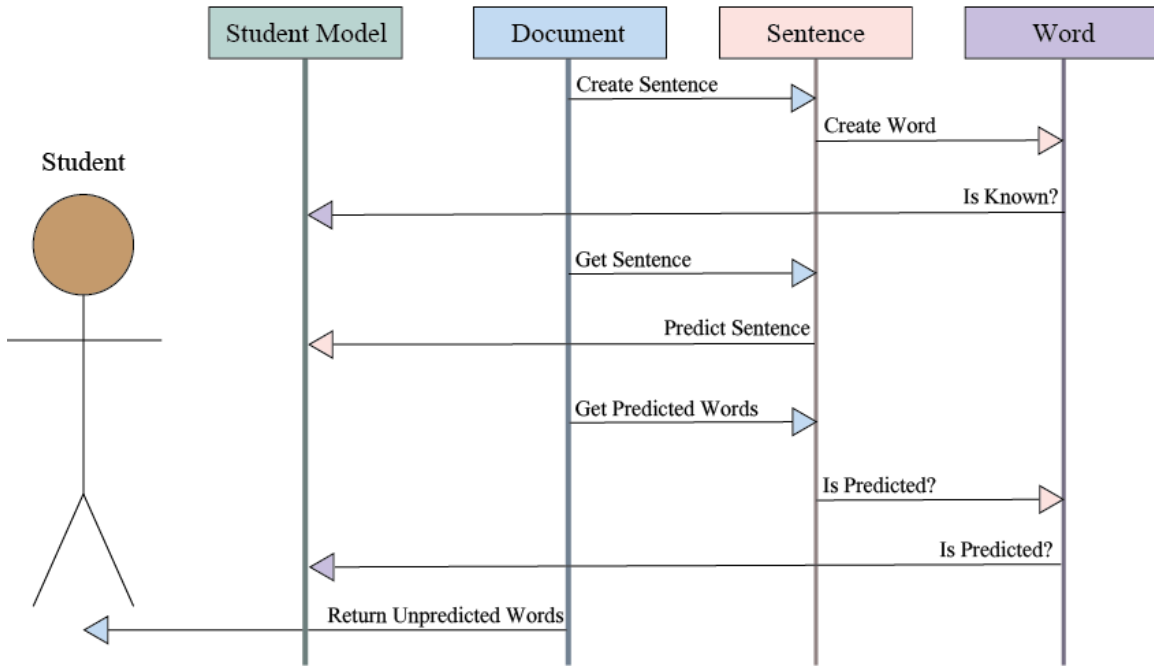 Student Model
Document
Sentence
Word
Create Sentence
Create Word
Student
Is Known?
Get Sentence
Predict Sentence
Get Predicted Words
Is Predicted?
Is Predicted?
Return Unpredicted Words